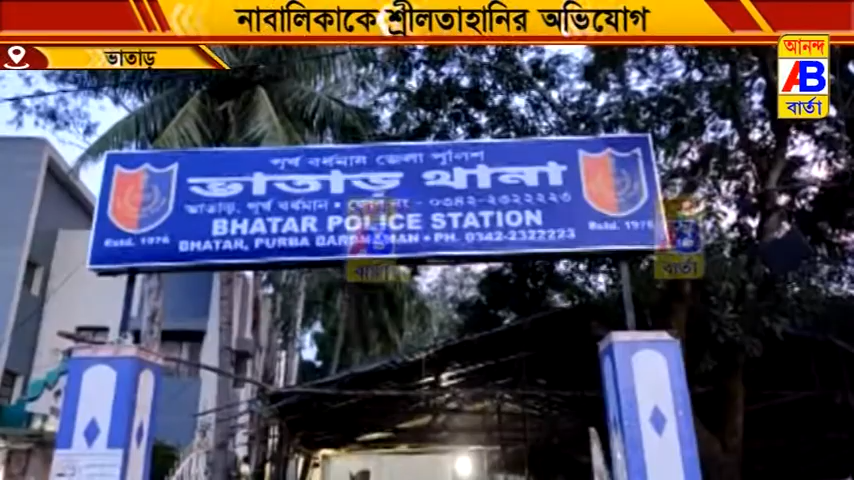 নাবালিকাকে শ্রীলতাহানির অভিযোগ
ভাতাড়
আনন্দ
AB
বার্তা
পূর্ব বর্ধমান জেলা পুলিশ
ভাতাড় থানা
ভাতাড়, পূর্ব বর্ধমান • ফোন নং - ০৩৪২-২৩২২২২৩
BHATAR POLICE STATION
BHATAR, PURBA BARDHAMAN • PH. 0342-2322223
Estd. 1976
Estd. 1976
বার্তা
বার্তা